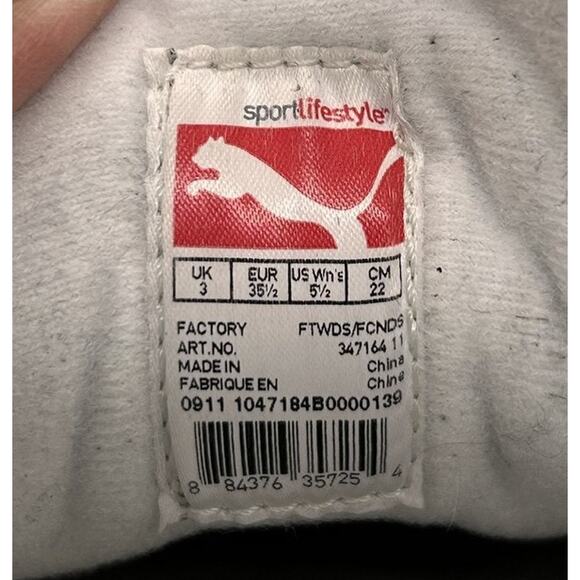 sportlifestyle
UK EUR US Wn's CM
3 35½ 5½ 22
FACTORY FTWDS/FCNDS
ART.NO. 347164 11
MADE IN China
FABRIQUE EN China
0911 1047184B0000139
8 84376 35725 4